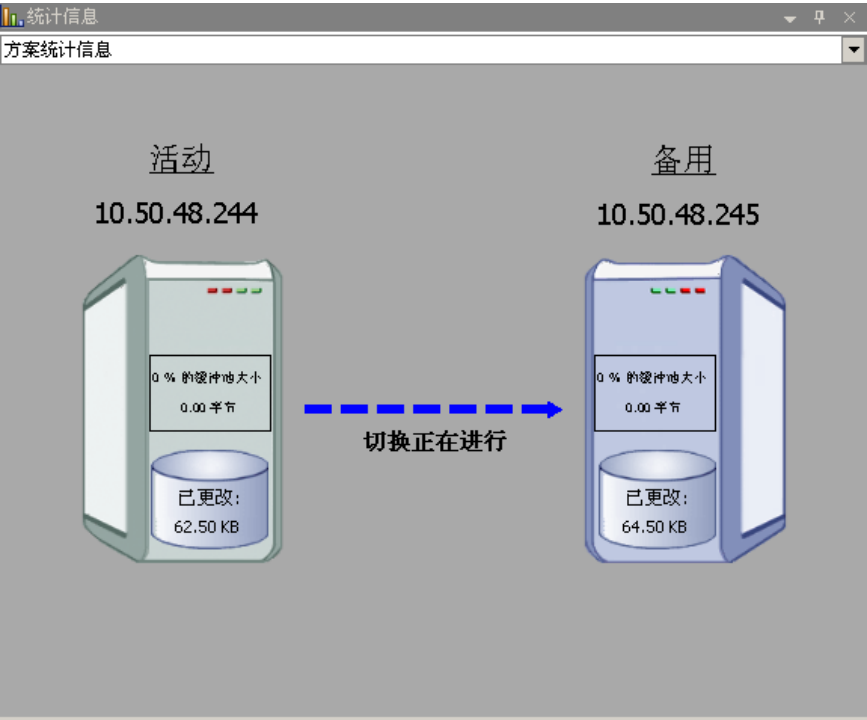 统计信息
方案统计信息
活动
备用
10.50.48.244
10.50.48.245
0 % 的缓冲池大小
0.00 字节
0 % 的缓冲池大小
0.00 字节
切换正在进行
已更改:
62.50 KB
已更改:
64.50 KB